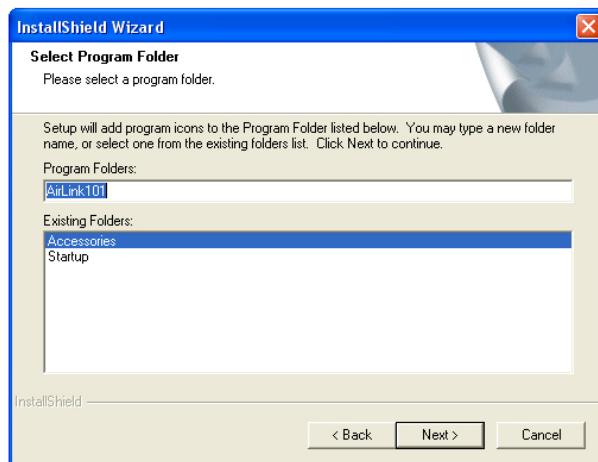 InstallShield Wizard
Select Program Folder
Please select a program folder.
Setup will add program icons to the Program Folder listed below. You may type a new folder
name, or select one from the existing folders list. Click Next to continue.
Program Folders:
AirLink101
Existing Folders:
Accessories
Startup
InstallShield
< Back Next > Cancel